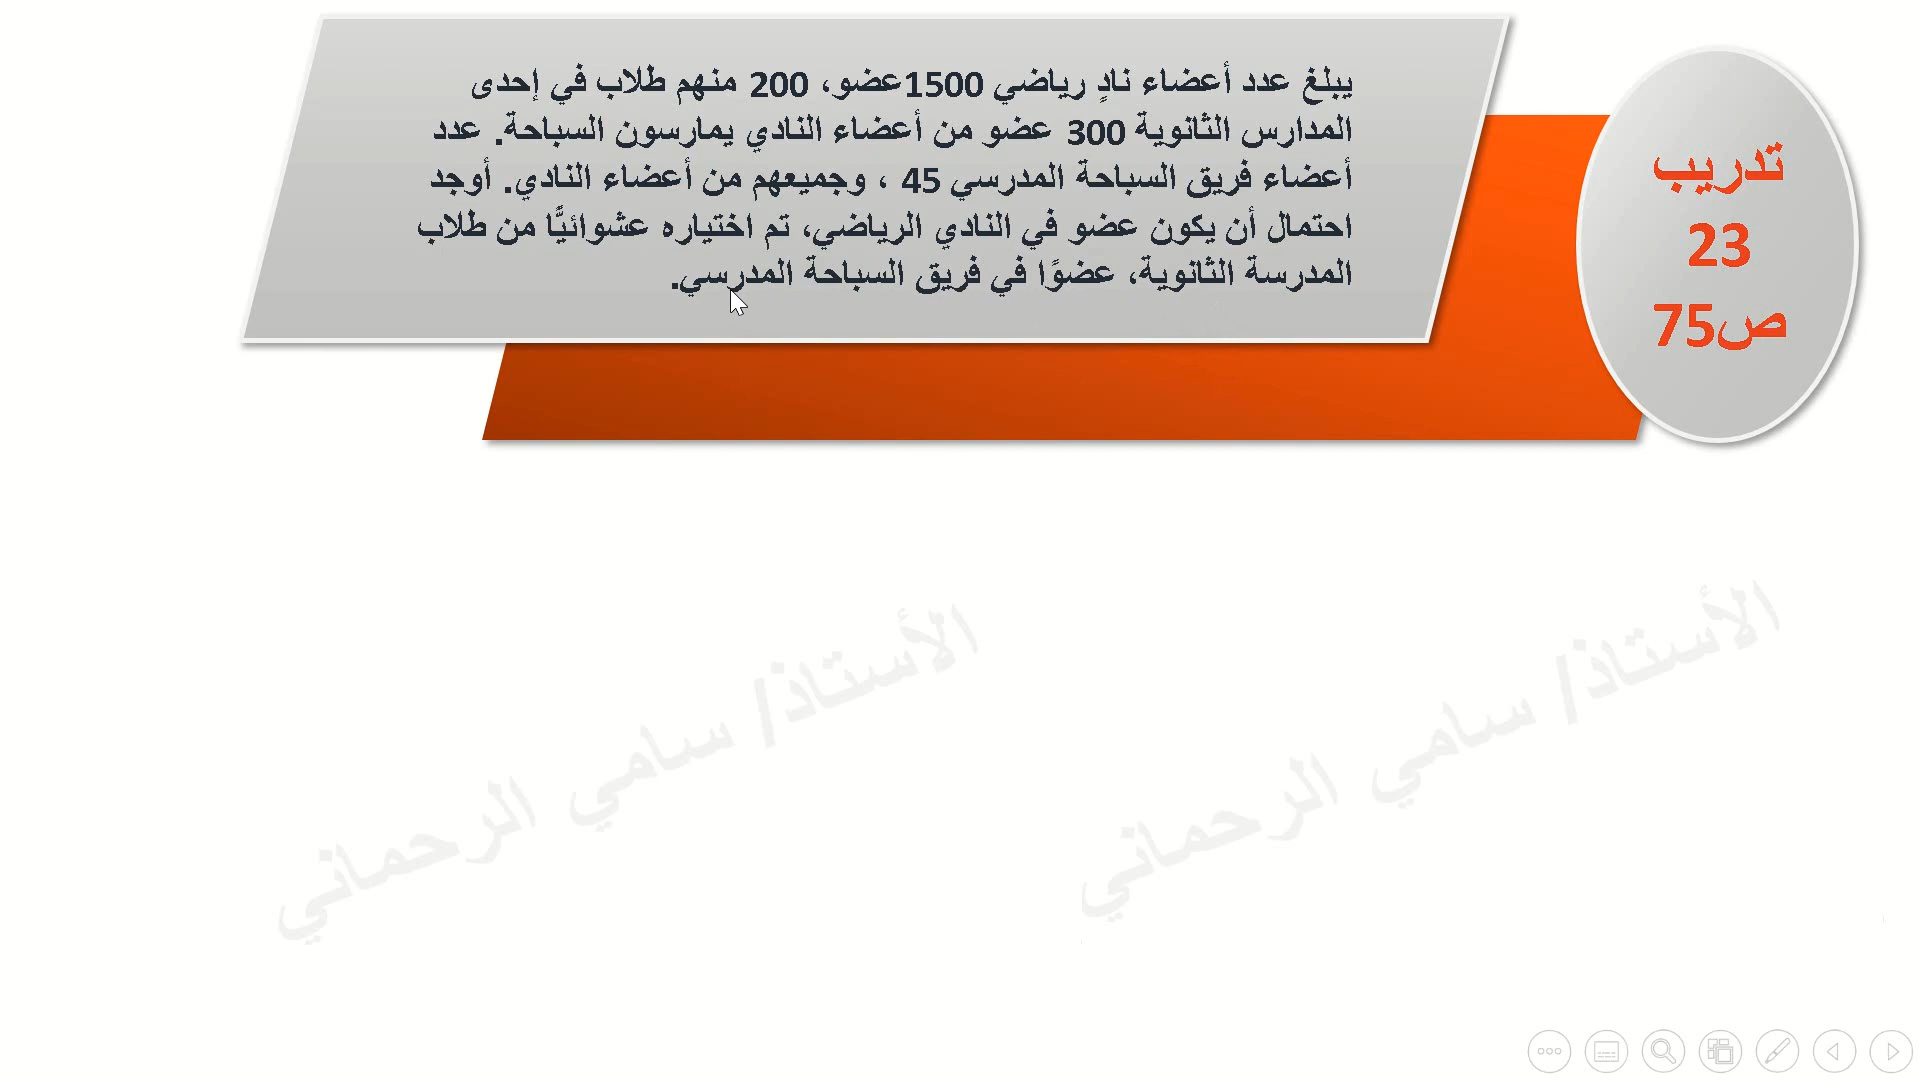 يبلغ عدد أعضاء نادٍ رياضي 1500عضو، 200 منهم طلاب في إحدى
المدارس الثانوية 300 عضو من أعضاء النادي يمارسون السباحة. عدد
أعضاء فريق السباحة المدرسي 45 ، وجميعهم من أعضاء النادي. أوجد
احتمال أن يكون عضو في النادي الرياضي، تم اختياره عشوائيًّا من طلاب
المدرسة الثانوية، عضوًا في فريق السباحة المدرسي.
تدريب
23
ص75
الأستاذ/ سامي الرحماني
الأستاذ/ سامي الرحماني